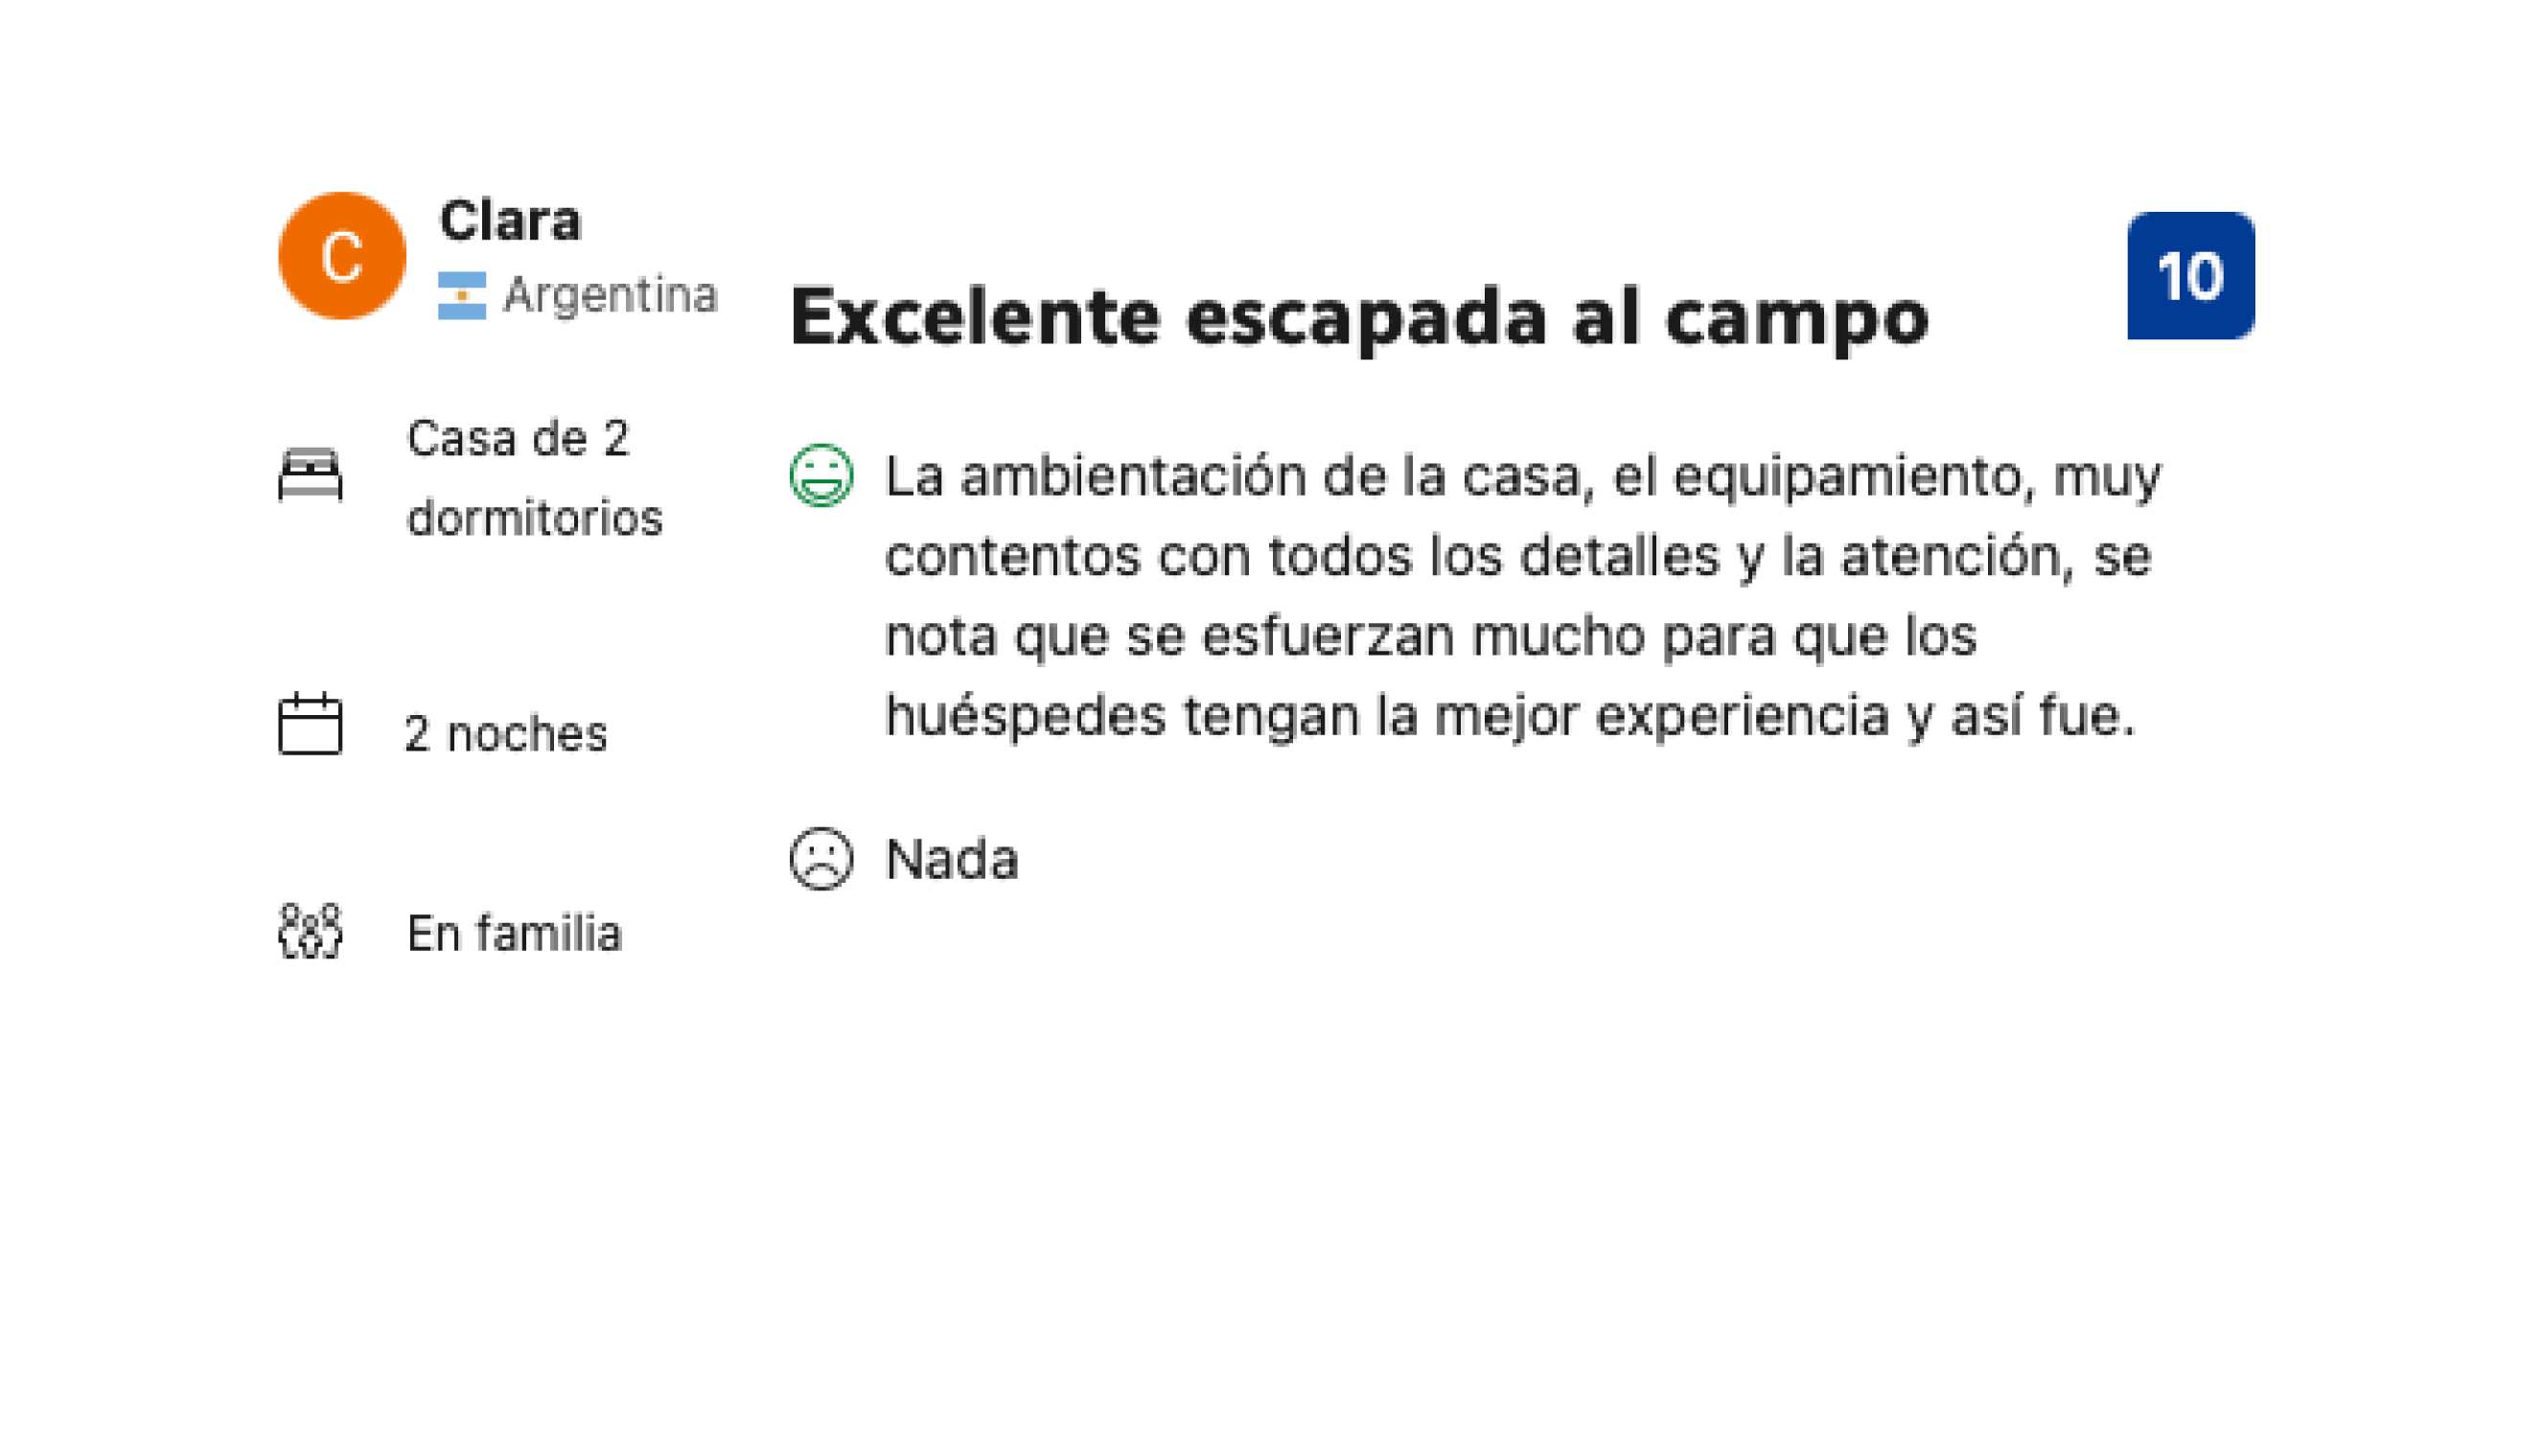 C
Clara
Argentina
Casa de 2
dormitorios
2 noches
En familia
Excelente escapada al campo
10
La ambientación de la casa, el equipamiento, muy
contentos con todos los detalles y la atención, se
nota que se esfuerzan mucho para que los
huéspedes tengan la mejor experiencia y así fue.
Nada